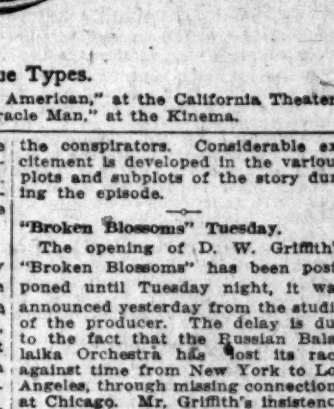 ue Types.
American," at the California Theater
racle Man," at the Kinema.
the conspirators. Considerable ex
citement is developed in the variou
plots and subplots of the story dur
ing the episode.
"Broken Blossoms" Tuesday.
The opening of D. W. Griffith'
"Broken Blossoms" has been post
poned until Tuesday night, it wa
announced yesterday from the studi
of the producer. The delay is du
to the fact that the Russian Bala
laika Orchestra has lost its rac
against time from New York to Lo
Angeles, through missing connection
at Chicago. Mr. Griffith's insistenc